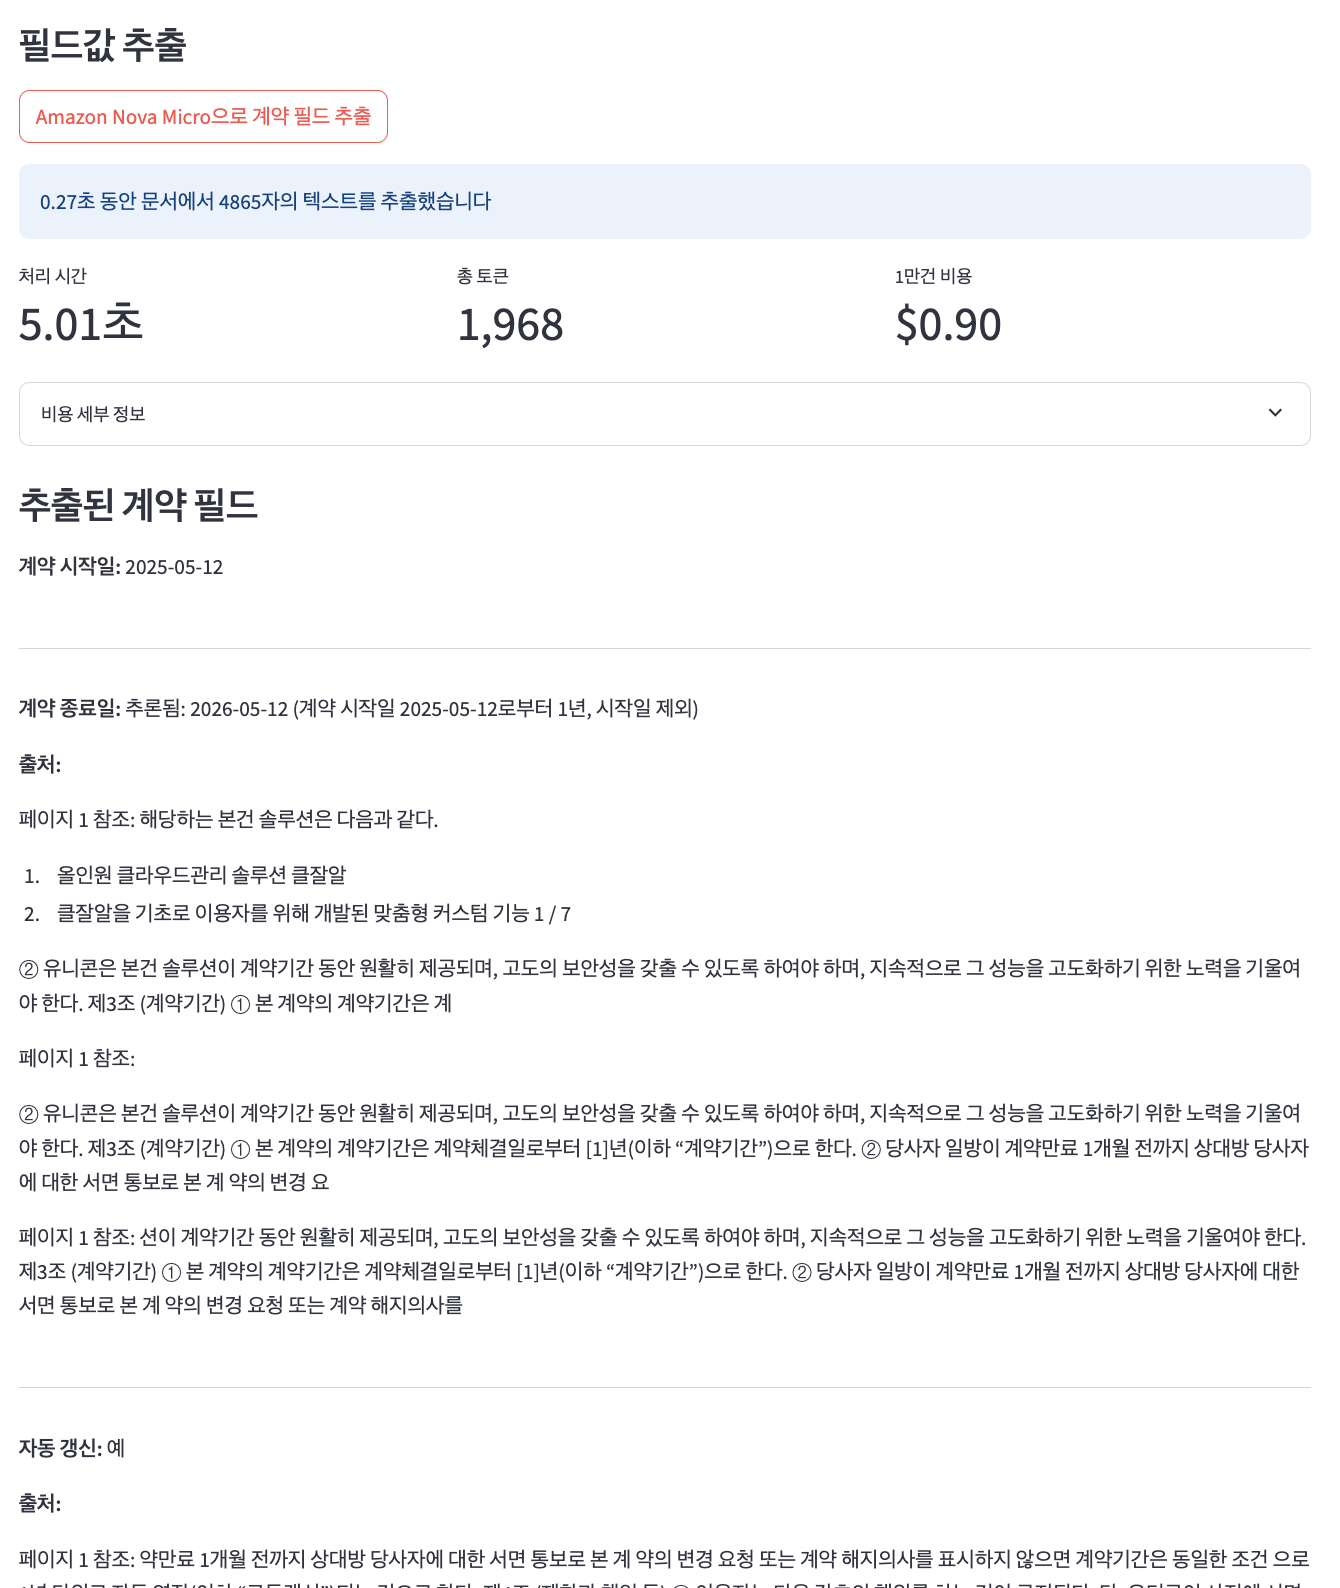 필드값 추출
Amazon Nova Micro으로 계약 필드 추출
0.27초 동안 문서에서 4865자의 텍스트를 추출했습니다
처리 시간
5.01초
총 토큰
1,968
1만건 비용
$0.90
비용 세부 정보
추출된 계약 필드
계약 시작일: 2025-05-12
계약 종료일: 추론됨: 2026-05-12 (계약 시작일 2025-05-12로부터 1년, 시작일 제외)
출처:
페이지 1 참조: 해당하는 본건 솔루션은 다음과 같다.
1. 올인원 클라우드관리 솔루션 클잘알
2. 클잘알을 기초로 이용자를 위해 개발된 맞춤형 커스텀 기능 1 / 7
② 유니콘은 본건 솔루션이 계약기간 동안 원활히 제공되며, 고도의 보안성을 갖출 수 있도록 하여야 하며, 지속적으로 그 성능을 고도화하기 위한 노력을 기울여
야 한다. 제3조 (계약기간) ① 본 계약의 계약기간은 계
페이지 1 참조:
② 유니콘은 본건 솔루션이 계약기간 동안 원활히 제공되며, 고도의 보안성을 갖출 수 있도록 하여야 하며, 지속적으로 그 성능을 고도화하기 위한 노력을 기울여
야 한다. 제3조 (계약기간) ① 본 계약의 계약기간은 계약체결일로부터 [1]년(이하 “계약기간”)으로 한다. ② 당사자 일방이 계약만료 1개월 전까지 상대방 당사자
에 대한 서면 통보로 본 계 약의 변경 요
페이지 1 참조: 션이 계약기간 동안 원활히 제공되며, 고도의 보안성을 갖출 수 있도록 하여야 하며, 지속적으로 그 성능을 고도화하기 위한 노력을 기울여야 한다.
제3조 (계약기간) ① 본 계약의 계약기간은 계약체결일로부터 [1]년(이하 “계약기간”)으로 한다. ② 당사자 일방이 계약만료 1개월 전까지 상대방 당사자에 대한
서면 통보로 본 계 약의 변경 요청 또는 계약 해지의사를
자동 갱신: 예
출처:
페이지 1 참조: 약만료 1개월 전까지 상대방 당사자에 대한 서면 통보로 본 계 약의 변경 요청 또는 계약 해지의사를 표시하지 않으면 계약기간은 동일한 조건 으로